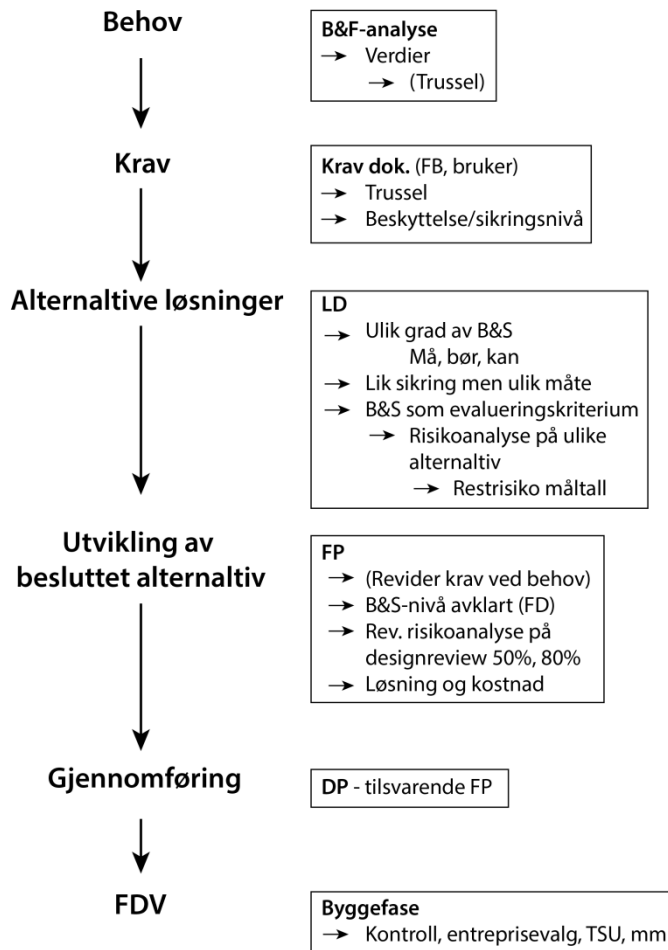 Behov
B&F-analyse
→ Verdier
→ (Trussel)
Krav
Krav dok. (FB, bruker)
→ Trussel
→ Beskyttelse/sikringsnivå
Alternaltive løsninger
LD
→ Ulik grad av B&S
Må, bør, kan
→ Lik sikring men ulik måte
→ B&S som evalueringskriterium
→ Risikoanalyse på ulike
alternaltiv
→ Restrisiko måltall
Utvikling av
besluttet alternaltiv
FP
→ (Revider krav ved behov)
→ B&S-nivå avklart (FD)
→ Rev. risikoanalyse på
designreview 50%, 80%
→ Løsning og kostnad
Gjennomføring
DP - tilsvarende FP
FDV
Byggefase
→ Kontroll, entreprisevalg, TSU, mm